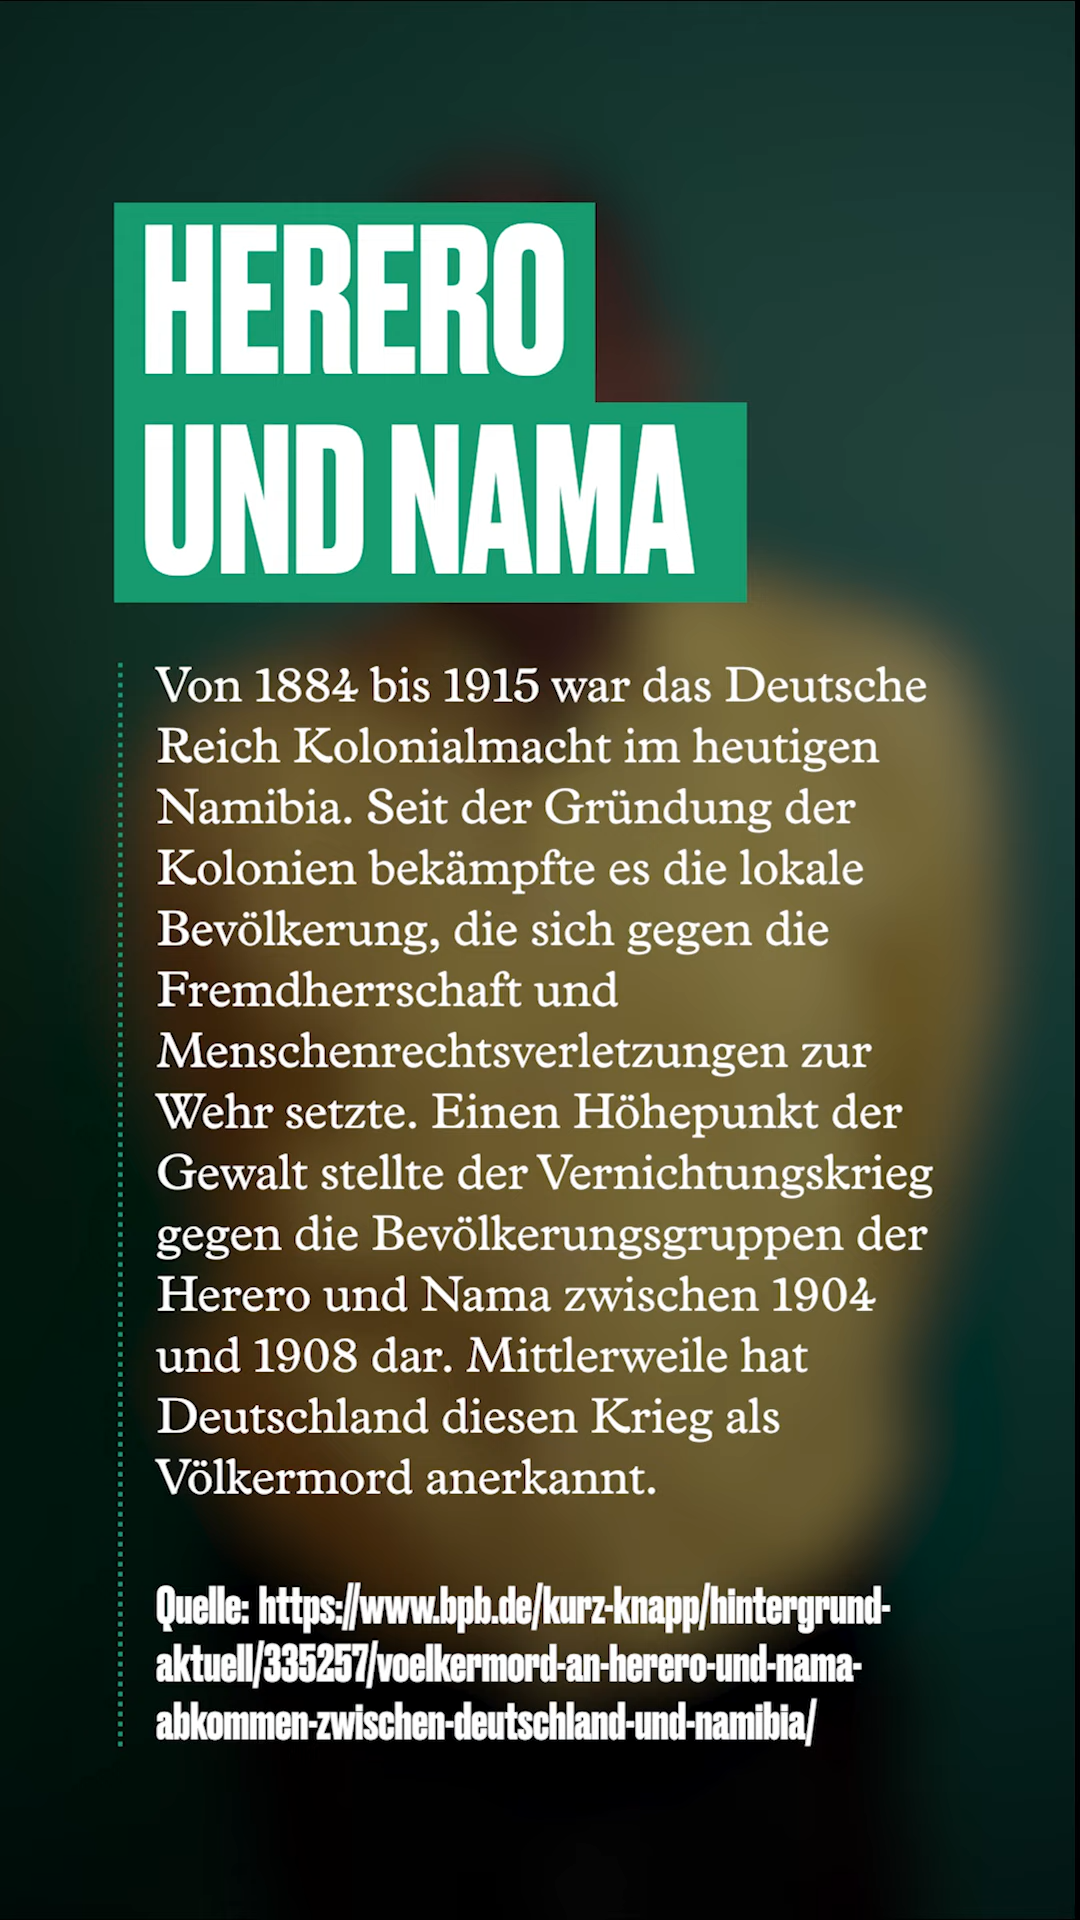 HERERO
UND NAMA
Von 1884 bis 1915 war das Deutsche
Reich Kolonialmacht im heutigen
Namibia. Seit der Gründung der
Kolonien bekämpfte es die lokale
Bevölkerung, die sich gegen die
Fremdherrschaft und
Menschenrechtsverletzungen zur
Wehr setzte. Einen Höhepunkt der
Gewalt stellte der Vernichtungskrieg
gegen die Bevölkerungsgruppen der
Herero und Nama zwischen 1904
und 1908 dar. Mittlerweile hat
Deutschland diesen Krieg als
Völkermord anerkannt.
Quelle: https://www.bpb.de/kurz-knapp/hintergrund-
aktuell/335257/voelkermord-an-herero-und-nama-
abkommen-zwischen-deutschland-und-namibia/